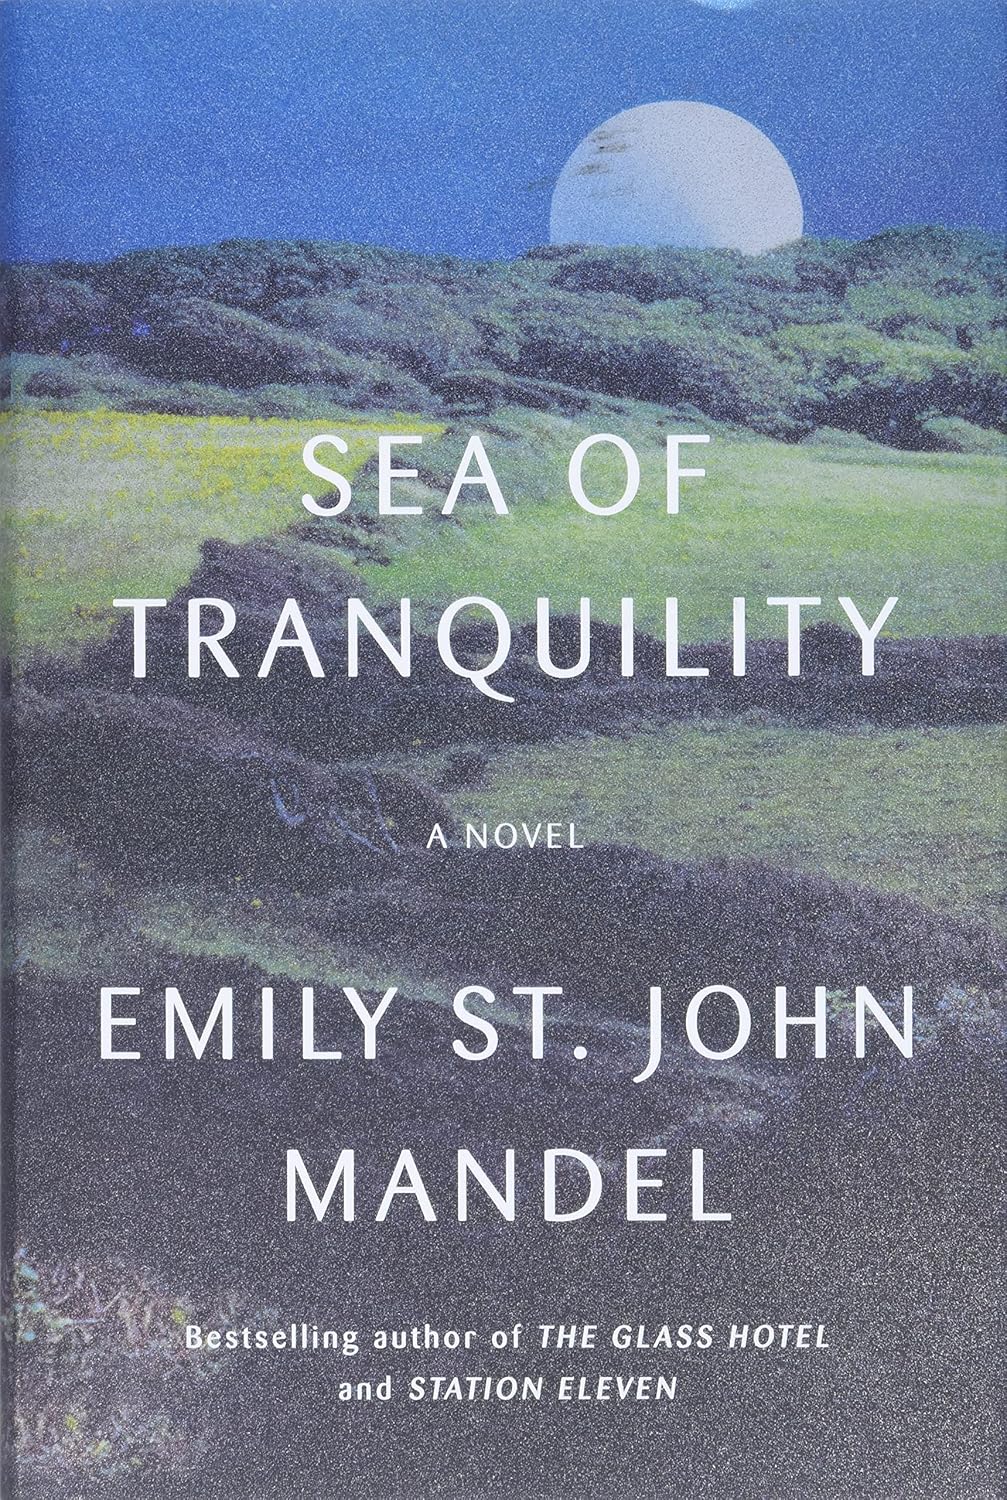 SEA OF
TRANQUILITY
A NOVEL
EMILY ST. JOHN
MANDEL
Bestselling author of THE GLASS HOTEL
and STATION ELEVEN